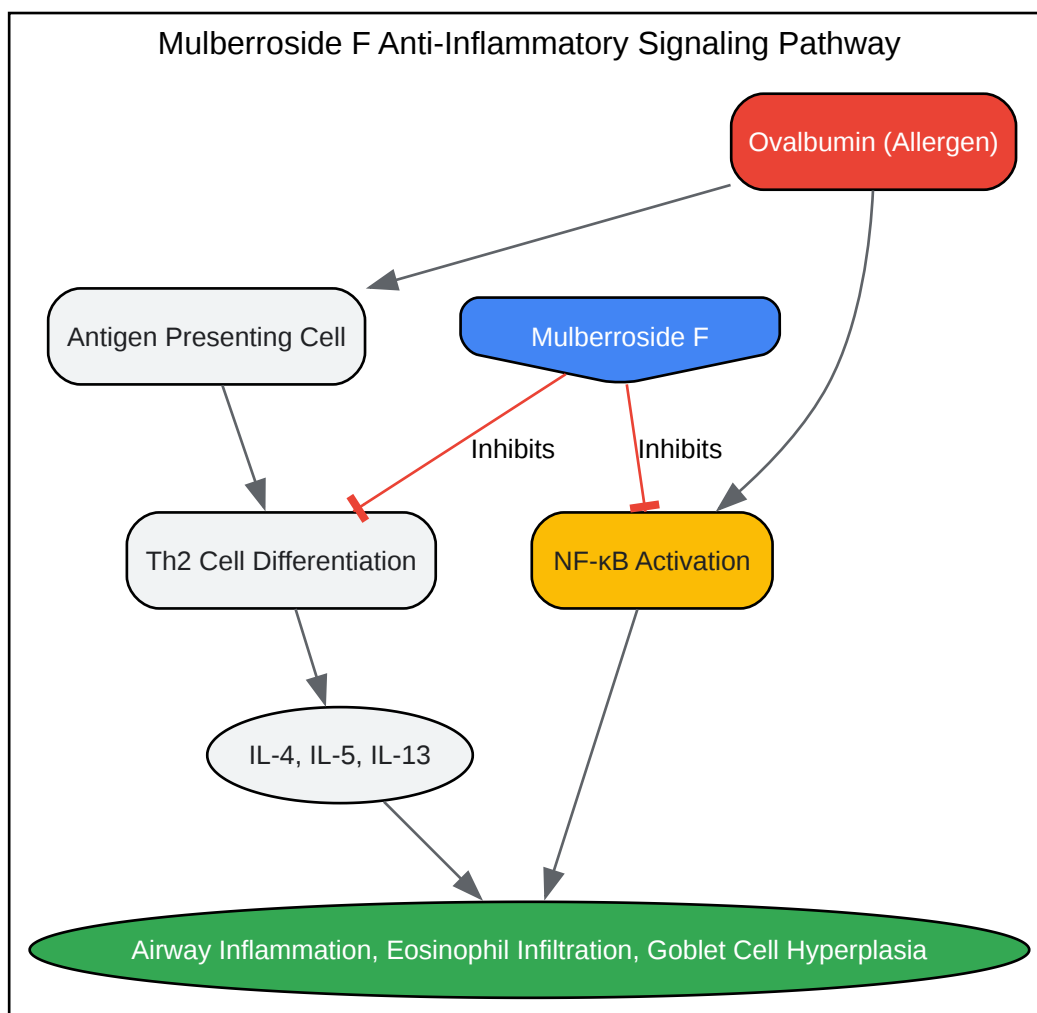 Mulberroside F Anti-Inflammatory Signaling Pathway
Ovalbumin (Allergen)
Antigen Presenting Cell
Mulberroside F
Inhibits
Inhibits
Th2 Cell Differentiation
NF-κB Activation
IL-4, IL-5, IL-13
Airway Inflammation, Eosinophil Infiltration, Goblet Cell Hyperplasia